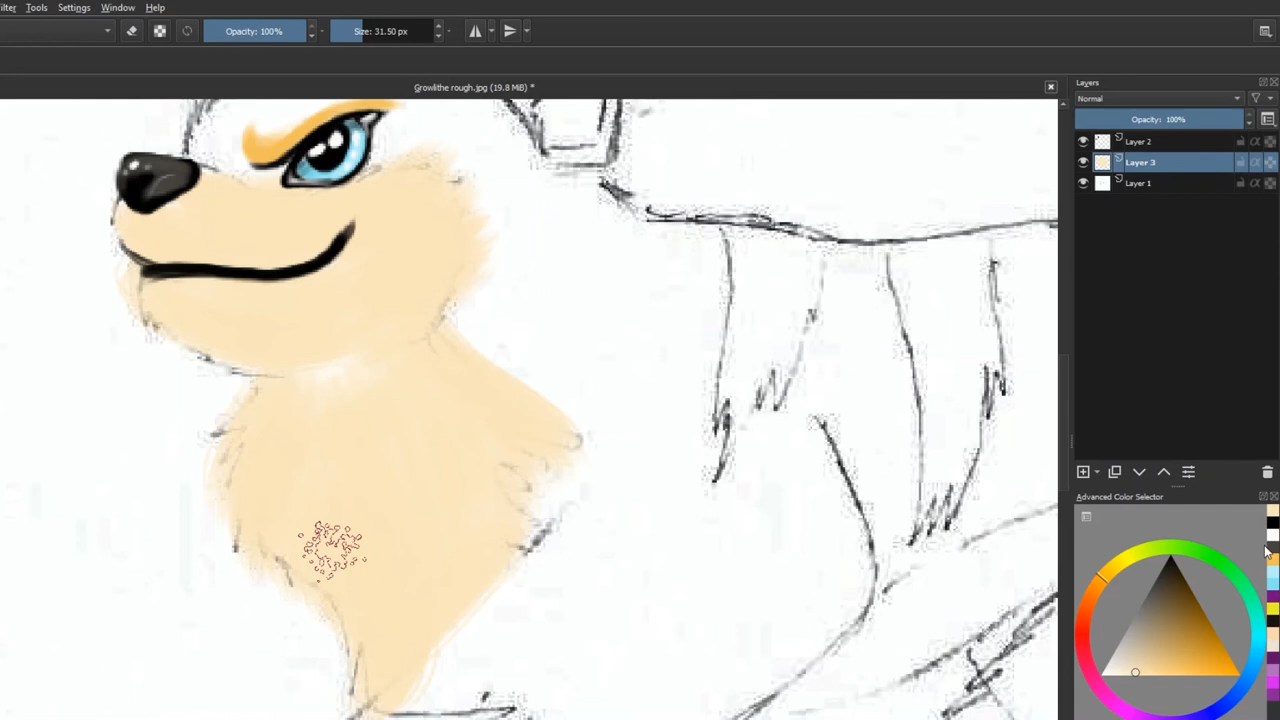 Tools Settings Window Help
Opacity: 100%
Size: 31.50 px
Growlithe rough.jpg (19.8 MiB) *
Layers
Normal
Opacity: 100%
Layer 2
Layer 3
Layer 1
Advanced Color Selector